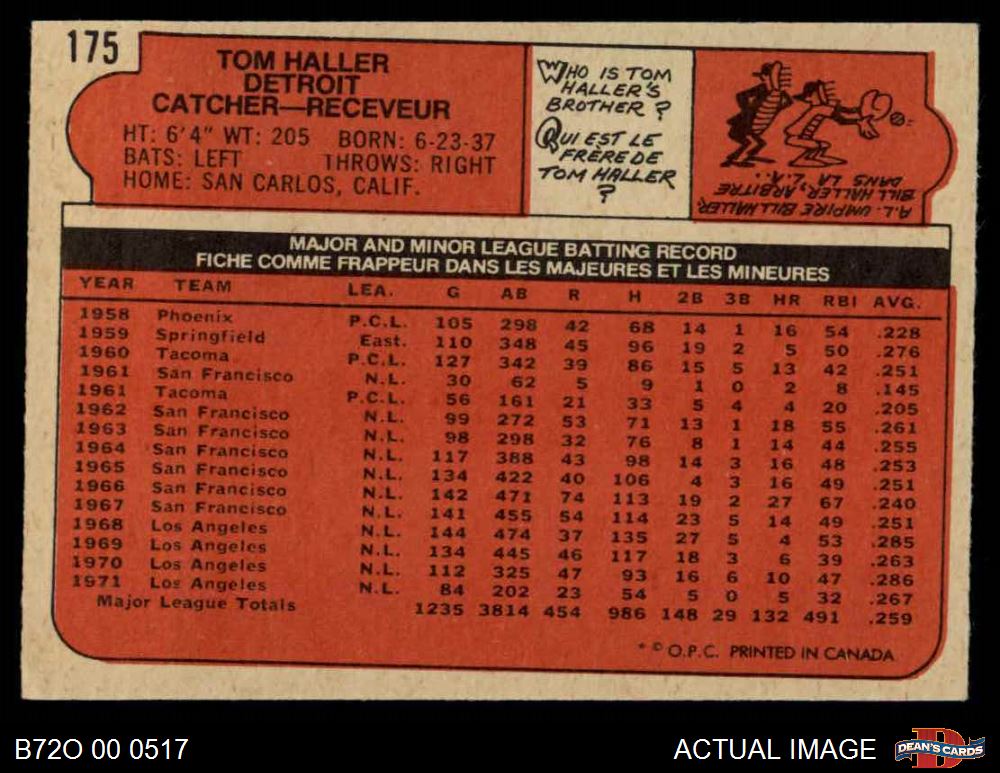 175
TOM HALLER
DETROIT
CATCHER—RECEVEUR
HT: 6'4" WT: 205 BORN: 6-23-37
BATS: LEFT THROWS: RIGHT
HOME: SAN CARLOS, CALIF.
WHO IS TOM
HALLER'S
BROTHER?
QUI EST LE
FRÈRE DE
TOM HALLER
?
A.L. UMPIRE BILL HALLER.
BILL HALLER, ARBITRE
DANS LA L.A...
MAJOR AND MINOR LEAGUE BATTING RECORD
FICHE COMME FRAPPEUR DANS LES MAJEURES ET LES MINEURES
YEAR TEAM LEA. G AB R H 2B 3B HR RBI AVG.
1958 Phoenix P.C.L. 105 298 42 68 14 1 16 54 .228
1959 Springfield East. 110 348 45 96 19 2 5 50 .276
1960 Tacoma P.C.L. 127 342 39 86 15 5 13 42 .251
1961 San Francisco N.L. 30 62 5 9 1 0 2 8 .145
1961 Tacoma P.C.L. 56 161 21 33 5 4 4 20 .205
1962 San Francisco N.L. 99 272 53 71 13 1 18 55 .261
1963 San Francisco N.L. 98 298 32 76 8 1 14 44 .255
1964 San Francisco N.L. 117 388 43 98 14 3 16 48 .253
1965 San Francisco N.L. 134 422 40 106 4 3 16 49 .251
1966 San Francisco N.L. 142 471 74 113 19 2 27 67 .240
1967 San Francisco N.L. 141 455 54 114 23 5 14 49 .251
1968 Los Angeles N.L. 144 474 37 135 27 5 4 53 .285
1969 Los Angeles N.L. 134 445 46 117 18 3 6 39 .263
1970 Los Angeles N.L. 112 325 47 93 16 6 10 47 .286
1971 Los Angeles N.L. 84 202 23 54 5 0 5 32 .267
Major League Totals 1235 3814 454 986 148 29 132 491 .259
* © O.P.C. PRINTED IN CANADA
B72O 00 0517
ACTUAL IMAGE
D
DEAN'S CARDS